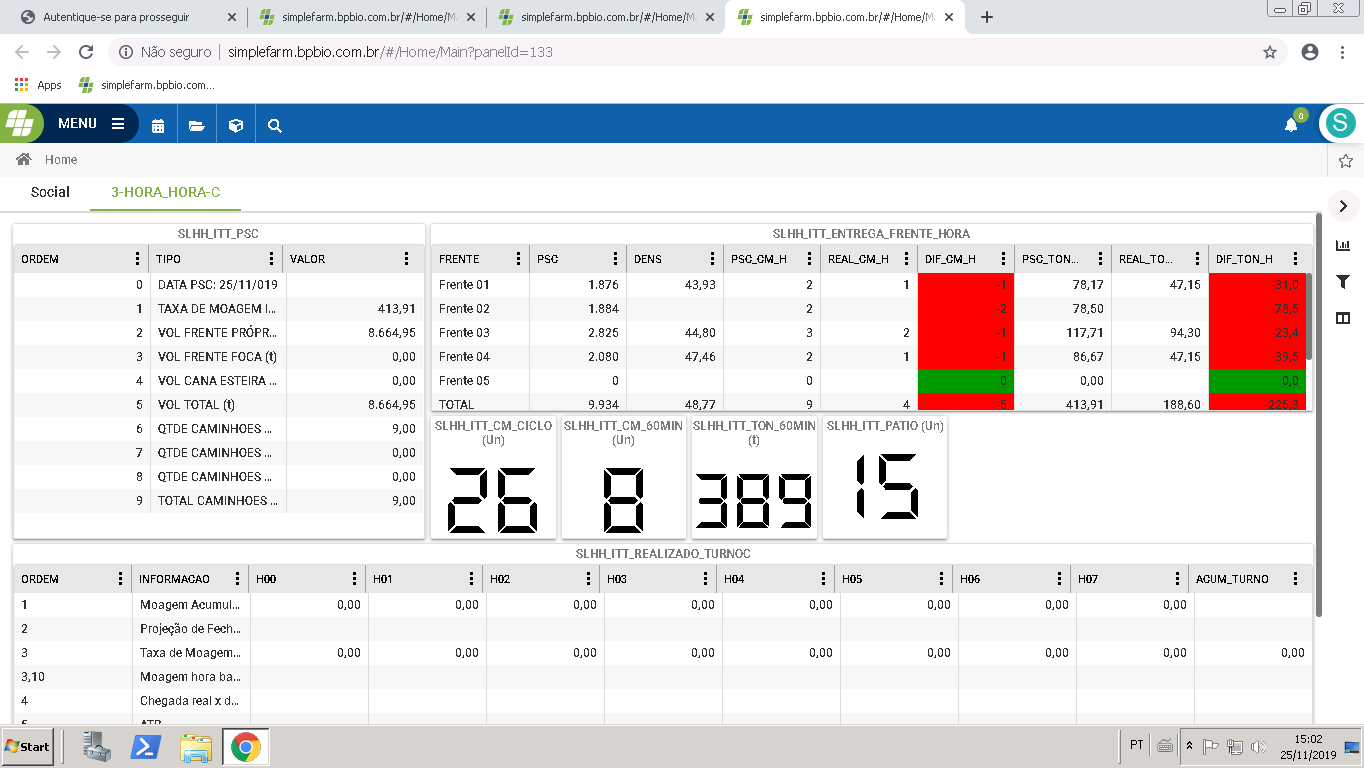 Autentique-se para prosseguir
simplefarm.bpbio.com.br/#/Home/Ma
simplefarm.bpbio.com.br/#/Home/Ma
simplefarm.bpbio.com.br/#/Home/Ma
Não seguro | simplefarm.bpbio.com.br/#/Home/Main?panelId=133
Apps simplefarm.bpbio.com...
MENU 0 S
Home
Social 3-HORA_HORA-C
SLHH_ITT_PSC
ORDEM TIPO VALOR
0 DATA PSC: 25/11/019
1 TAXA DE MOAGEM I... 413,91
2 VOL FRENTE PRÓPR... 8.664,95
3 VOL FRENTE FOCA (t) 0,00
4 VOL CANA ESTEIRA ... 0,00
5 VOL TOTAL (t) 8.664,95
6 QTDE CAMINHOES ... 9,00
7 QTDE CAMINHOES ... 0,00
8 QTDE CAMINHOES ... 0,00
9 TOTAL CAMINHOES ... 9,00
SLHH_ITT_ENTREGA_FRENTE_HORA
FRENTE PSC DENS PSC_CM_H REAL_CM_H DIF_CM_H PSC_TON... REAL_TO... DIF_TON_H
Frente 01 1.876 43,93 2 1 -1 78,17 47,15 -31,0
Frente 02 1.884 2 -2 78,50 -78,5
Frente 03 2.825 44,80 3 2 -1 117,71 94,30 -23,4
Frente 04 2.080 47,46 2 1 -1 86,67 47,15 -39,5
Frente 05 0 0 0 0,00 0,0
TOTAL 9.934 48,77 9 4 -5 413,91 188,60 -225,3
SLHH_ITT_CM_CICLO (Un)
26
SLHH_ITT_CM_60MIN (Un)
8
SLHH_ITT_TON_60MIN (t)
389
SLHH_ITT_PATIO (Un)
15
SLHH_ITT_REALIZADO_TURNOC
ORDEM INFORMACAO H00 H01 H02 H03 H04 H05 H06 H07 ACUM_TURNO
1 Moagem Acumul... 0,00 0,00 0,00 0,00 0,00 0,00 0,00 0,00
2 Projeção de Fech...
3 Taxa de Moagem... 0,00 0,00 0,00 0,00 0,00 0,00 0,00 0,00 0,00
3,10 Moagem hora ba...
4 Chegada real x d...
5 ATR
Start PT 15:02
25/11/2019